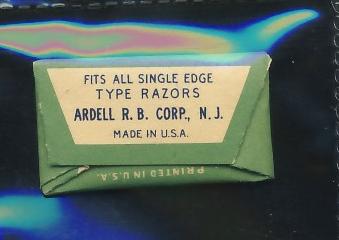 FITS ALL SINGLE EDGE
TYPE RAZORS
ARDELL R. B. CORP., N. J.
MADE IN U.S.A.
PRINTED IN U.S.A.